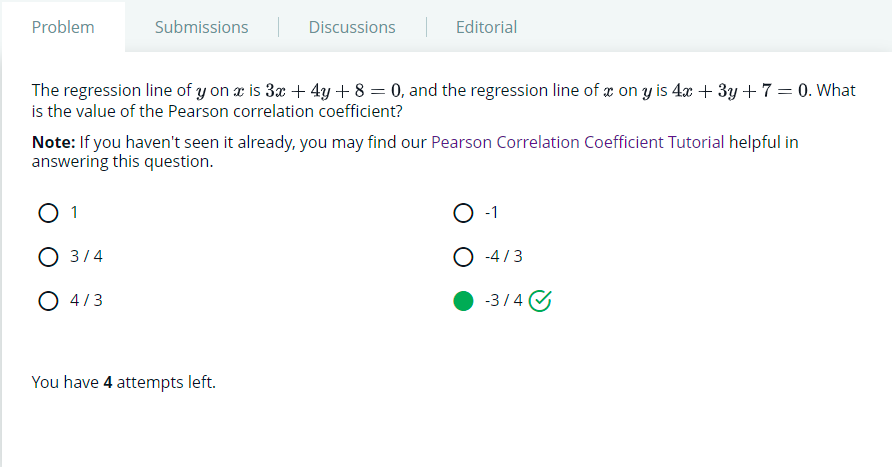 Problem
Submissions
Discussions
Editorial
The regression line of y on x is 3x + 4y + 8 = 0, and the regression line of x on y is 4x + 3y + 7 = 0. What
is the value of the Pearson correlation coefficient?
Note: If you haven't seen it already, you may find our Pearson Correlation Coefficient Tutorial helpful in
answering this question.
1
-1
3 / 4
-4 / 3
4 / 3
-3 / 4
You have 4 attempts left.